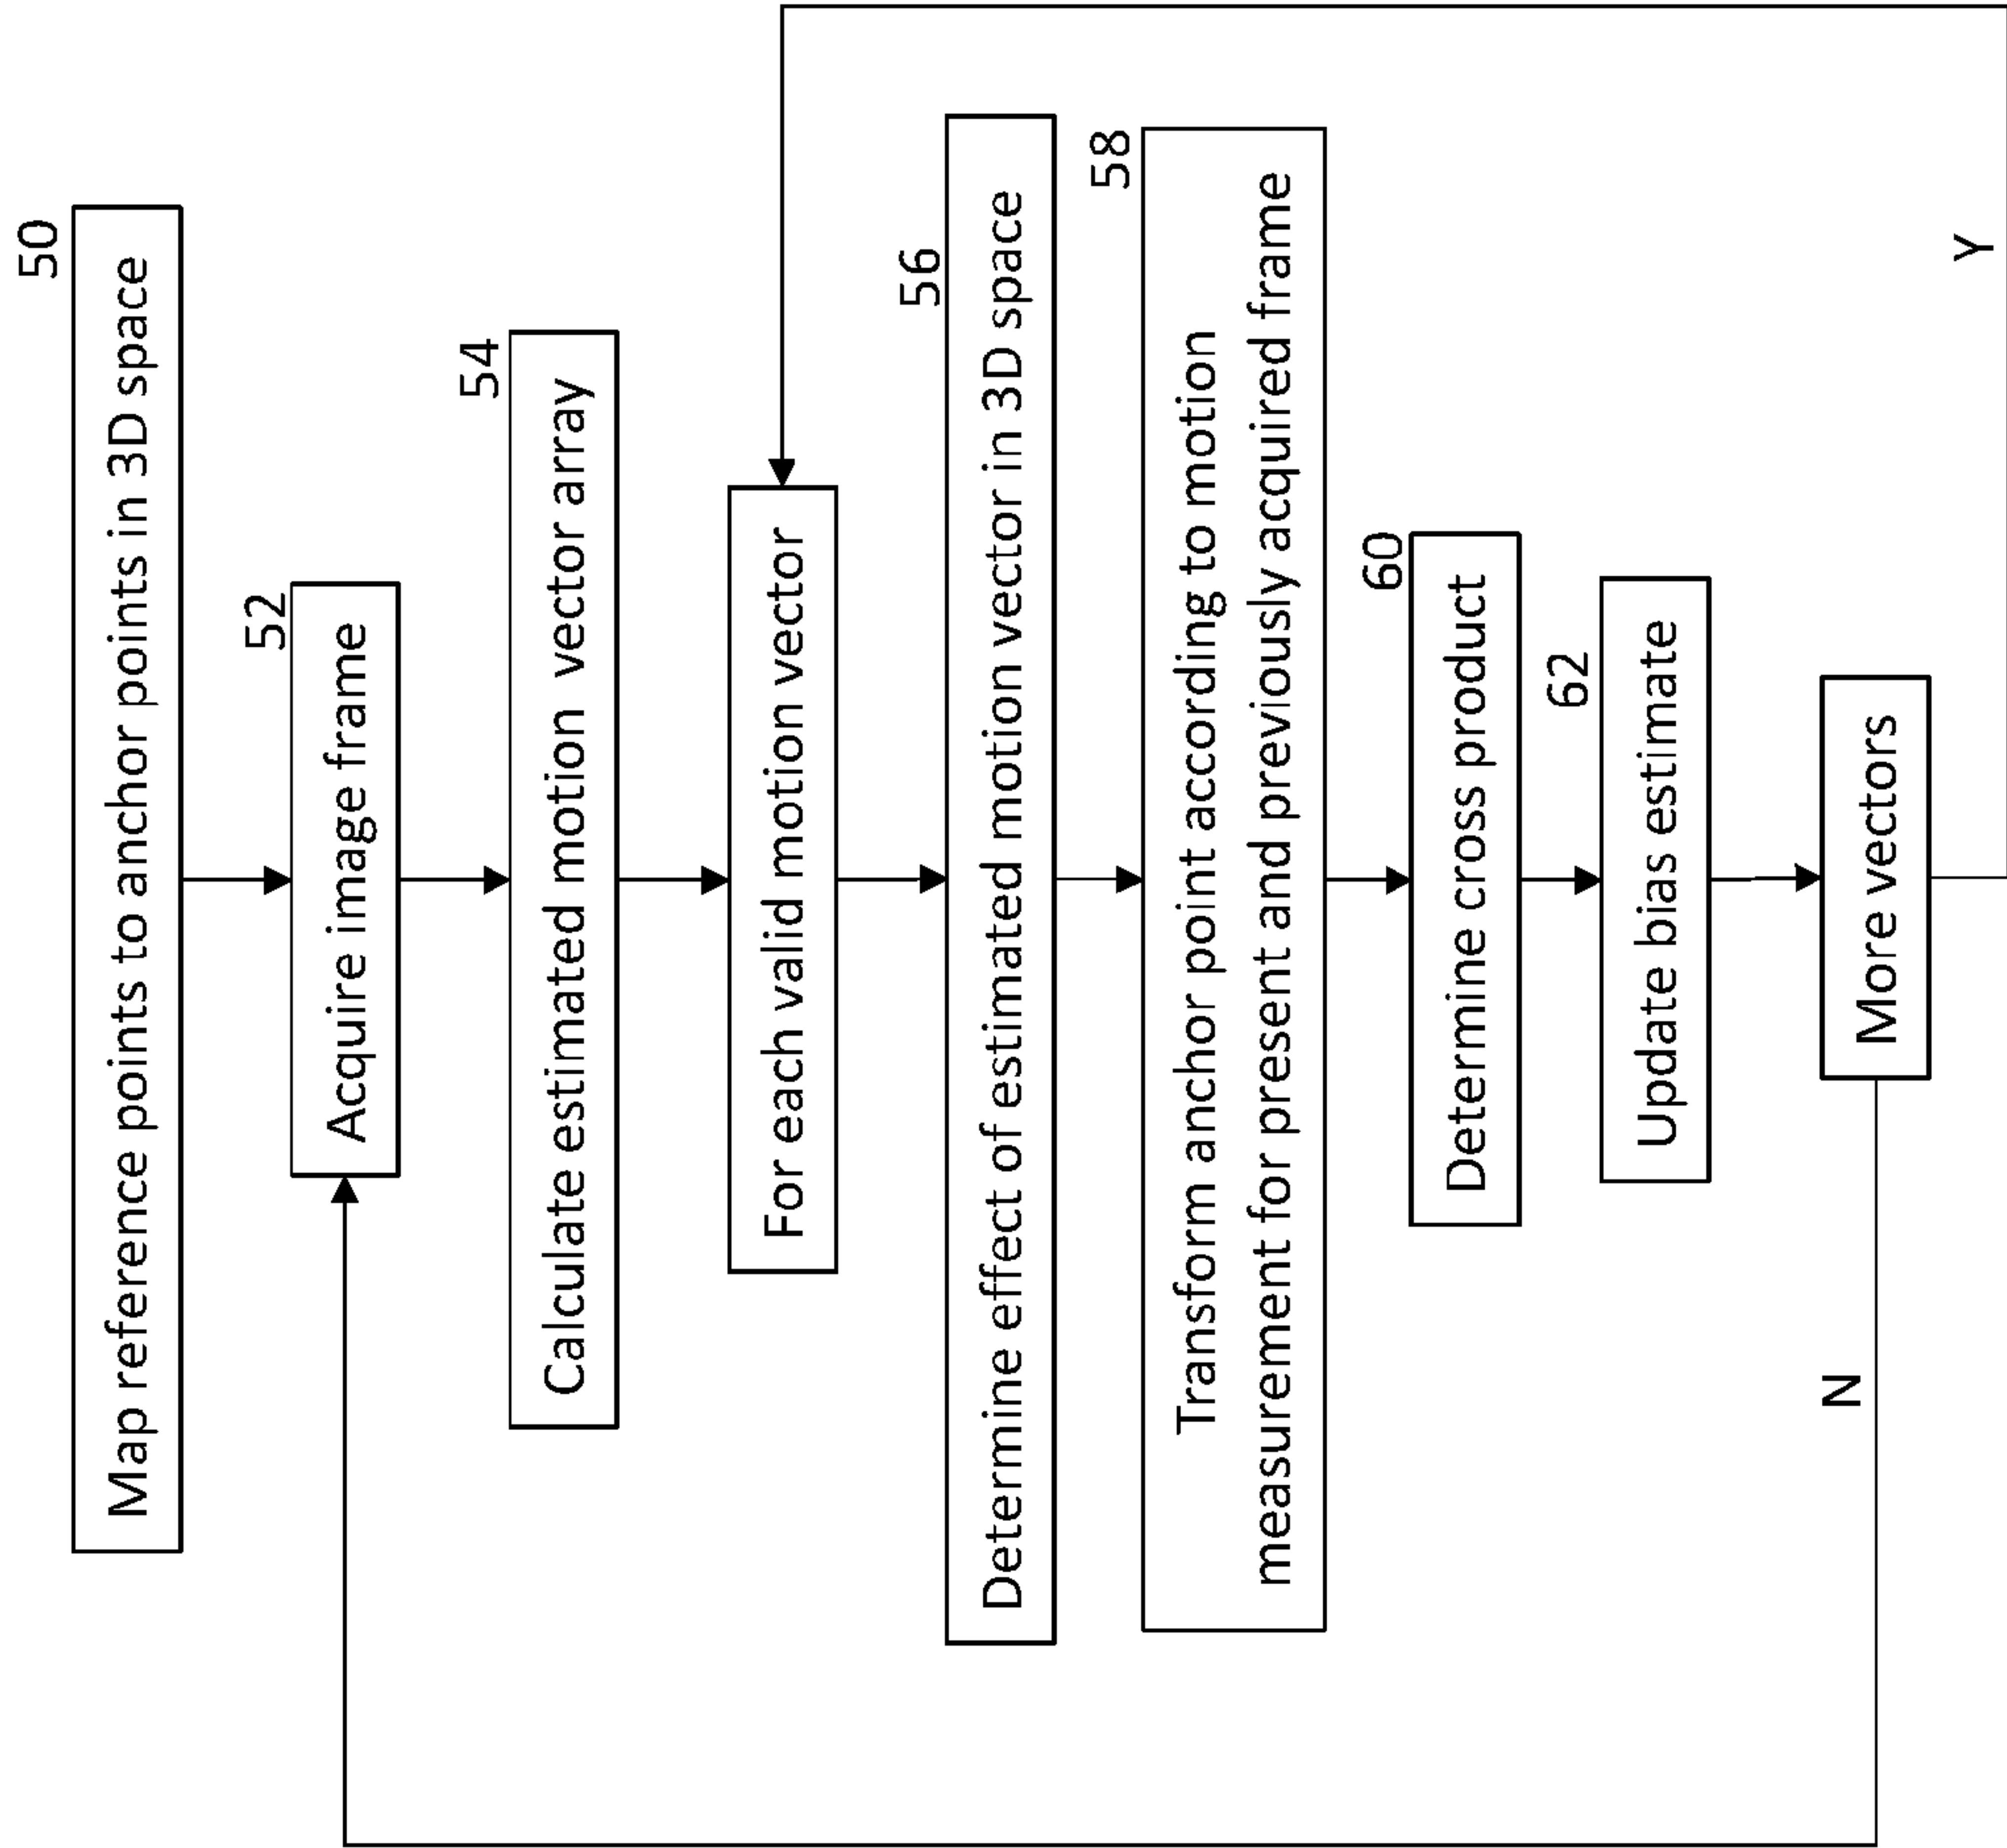 50
Map reference points to anchor points in 3D space
52
Acquire image frame
54
Calculate estimated motion vector array
For each valid motion vector
56
Determine effect of estimated motion vector in 3D space
58
Transform anchor point according to motion
measurement for present and previously acquired frame
60
Determine cross product
62
Update bias estimate
More vectors
N
Y